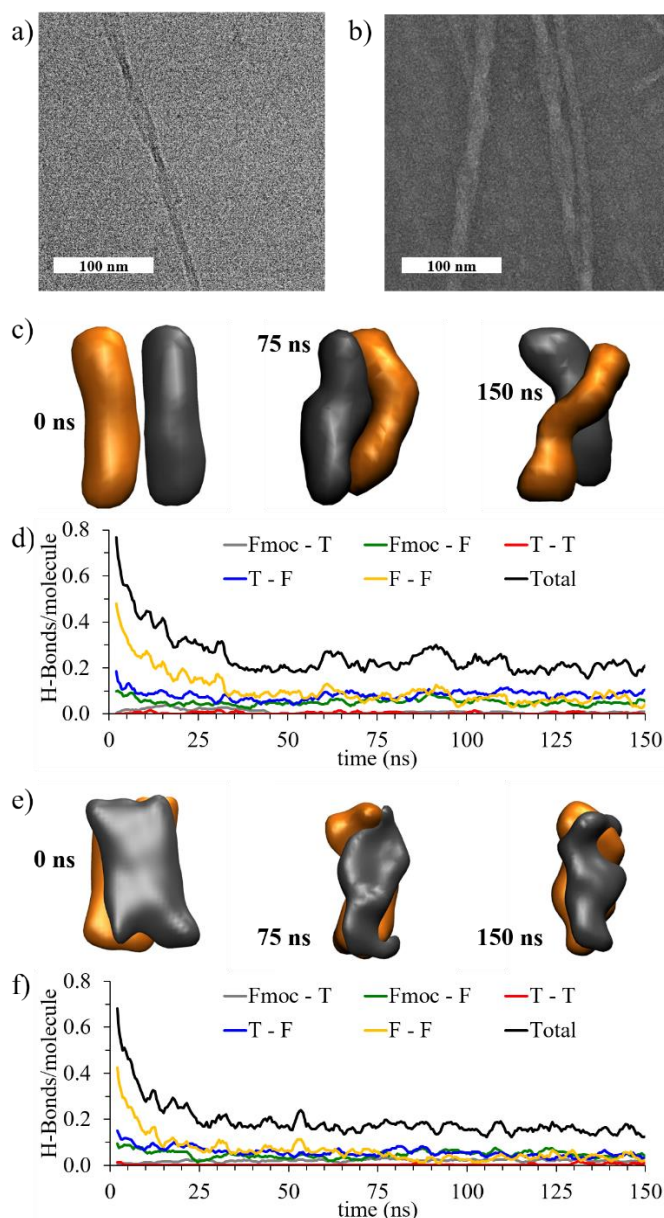 a)
b)
100 nm
100 nm
c)
0 ns
75 ns
150 ns
d)
0.8
0.6
0.4
0.2
0.0
H-Bonds/molecule
Fmoc - T
Fmoc - F
T - T
T - F
F - F
Total
0 25 50 75 100 125 150
time (ns)
e)
0 ns
75 ns
150 ns
f)
0.8
0.6
0.4
0.2
0.0
H-Bonds/molecule
Fmoc - T
Fmoc - F
T - T
T - F
F - F
Total
0 25 50 75 100 125 150
time (ns)